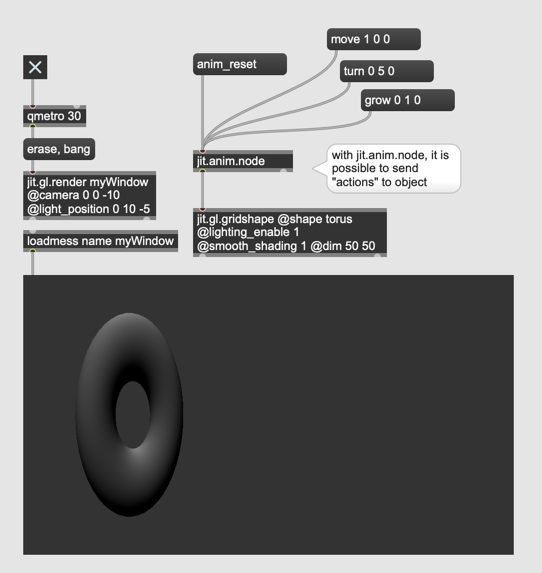 move 1 0 0
anim_reset
turn 0 5 0
grow 0 1 0
qmetro 30
erase, bang
jit.anim.node
with jit.anim.node, it is
possible to send
"actions" to object
jit.gl.render myWindow
@camera 0 0 -10
@light_position 0 10 -5
jit.gl.gridshape @shape torus
@lighting_enable 1
@smooth_shading 1 @dim 50 50
loadmess name myWindow